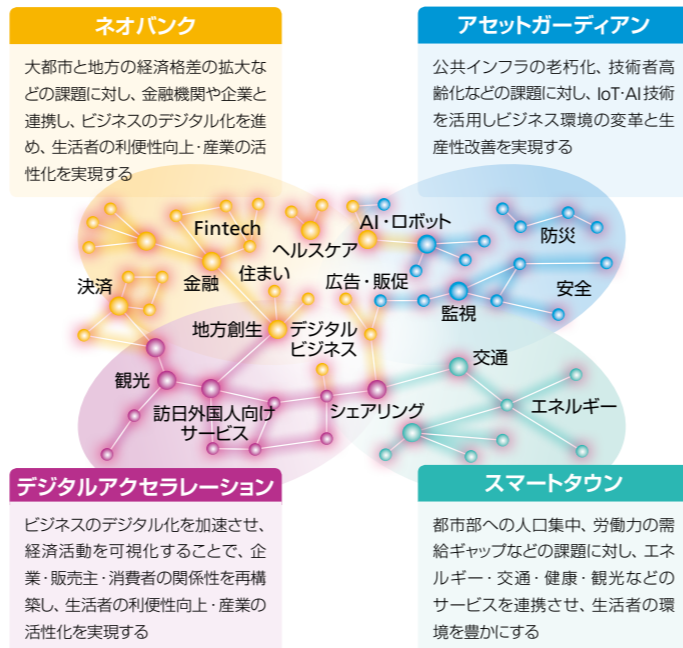 ネオバンク
大都市と地方の経済格差の拡大な
どの課題に対し、金融機関や企業と
連携し、ビジネスのデジタル化を進
め、生活者の利便性向上・産業の活
性化を実現する
アセットガーディアン
公共インフラの老朽化、技術者高
齢化などの課題に対し、IoT・AI技術
を活用しビジネス環境の変革と生
産性改善を実現する
Fintech
ヘルスケア
AI・ロボット
防災
決済
金融
住まい
広告・販促
安全
監視
地方創生
デジタル
ビジネス
交通
観光
訪日外国人向け
サービス
シェアリング
エネルギー
デジタルアクセラレーション
ビジネスのデジタル化を加速させ、
経済活動を可視化することで、企
業・販売主・消費者の関係性を再構
築し、生活者の利便性向上・産業の
活性化を実現する
スマートタウン
都市部への人口集中、労働力の需
給ギャップなどの課題に対し、エネ
ルギー・交通・健康・観光などの
サービスを連携させ、生活者の環
境を豊かにする